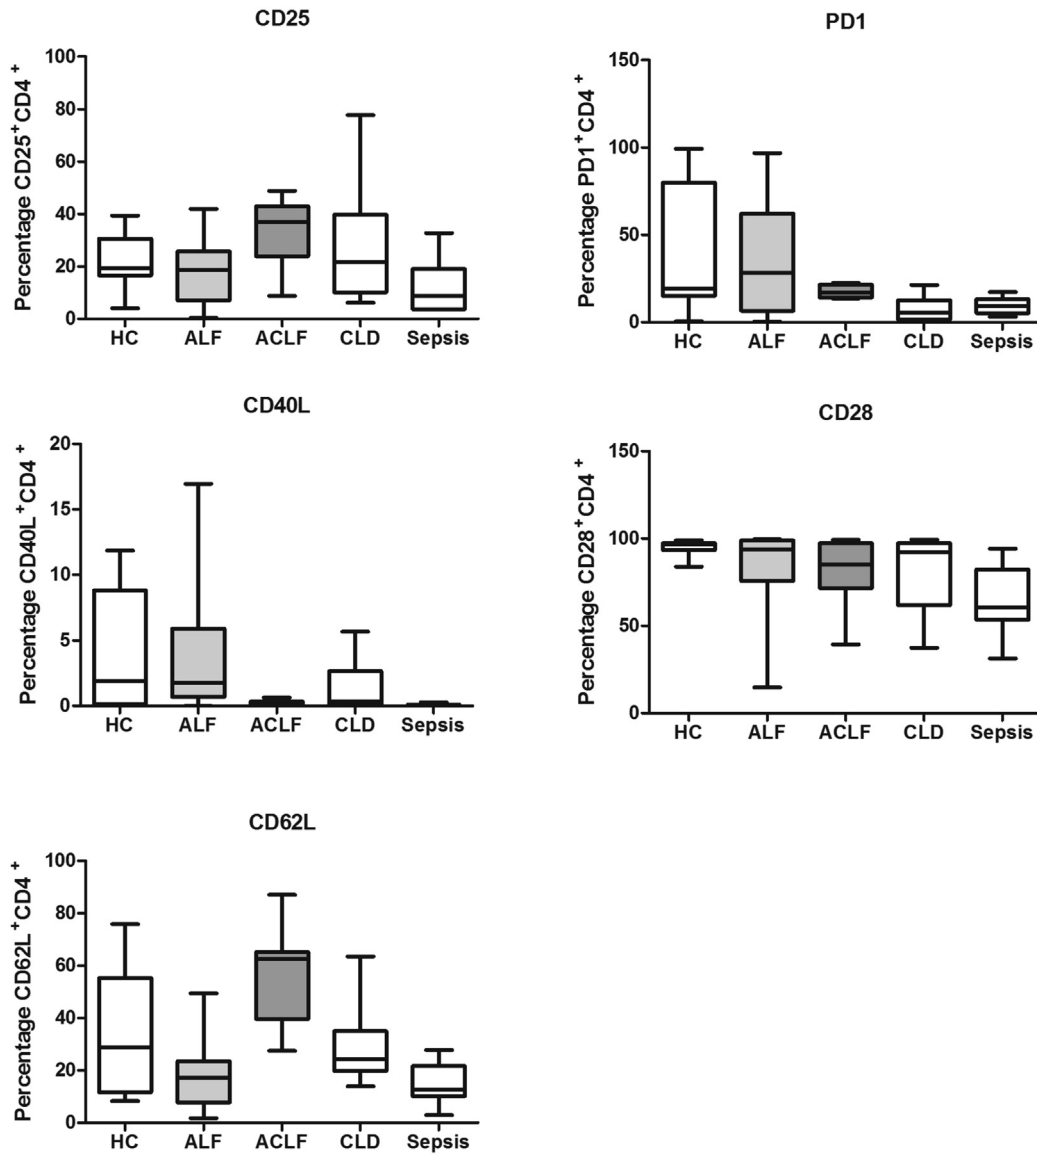 CD25
Percentage CD25+CD4+
100
80
60
40
20
0
HC ALF ACLF CLD Sepsis
PD1
Percentage PD1+CD4+
150
100
50
0
HC ALF ACLF CLD Sepsis
CD40L
Percentage CD40L+CD4+
20
15
10
5
0
HC ALF ACLF CLD Sepsis
CD28
Percentage CD28+CD4+
150
100
50
0
HC ALF ACLF CLD Sepsis
CD62L
Percentage CD62L+CD4+
100
80
60
40
20
0
HC ALF ACLF CLD Sepsis